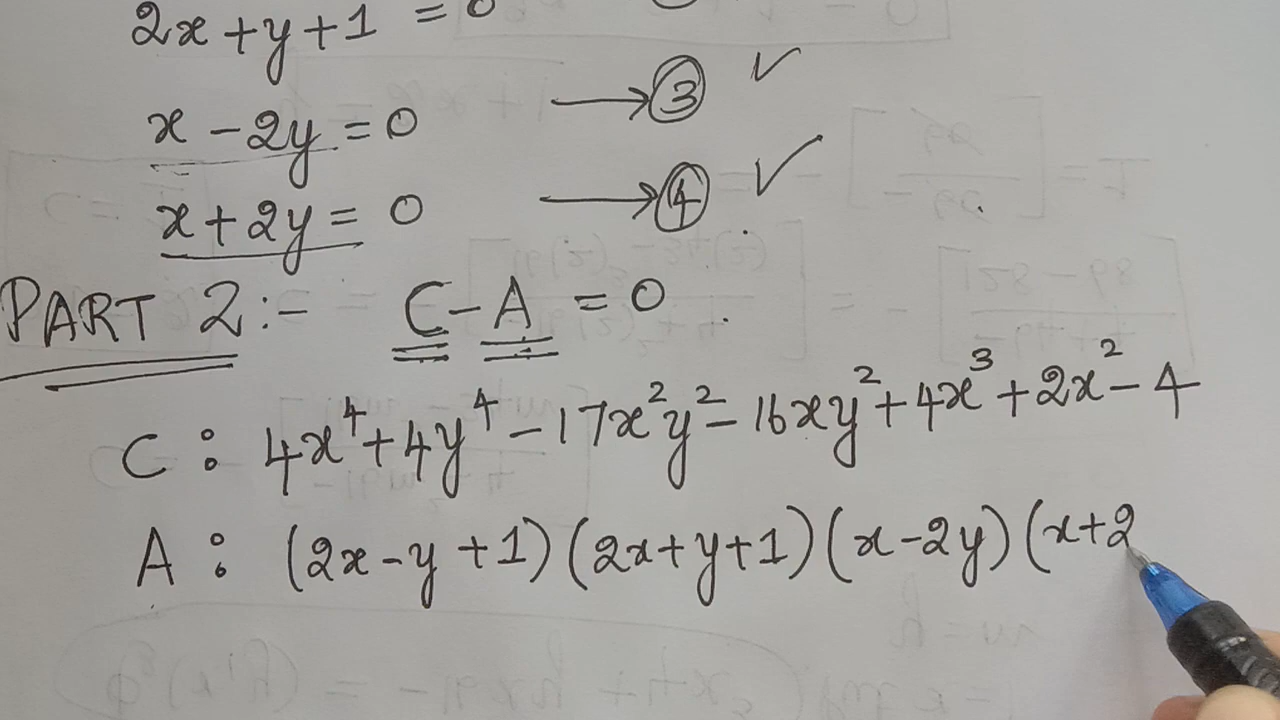 2x+y+1 = 0
x - 2y = 0 → ③ ✓
x + 2y = 0 → ④ ✓
PART 2 :- C - A = 0
C : 4x⁴ + 4y⁴ - 17x²y² - 16xy² + 4x³ + 2x² - 4
A : (2x - y + 1)(2x + y + 1)(x - 2y)(x + 2